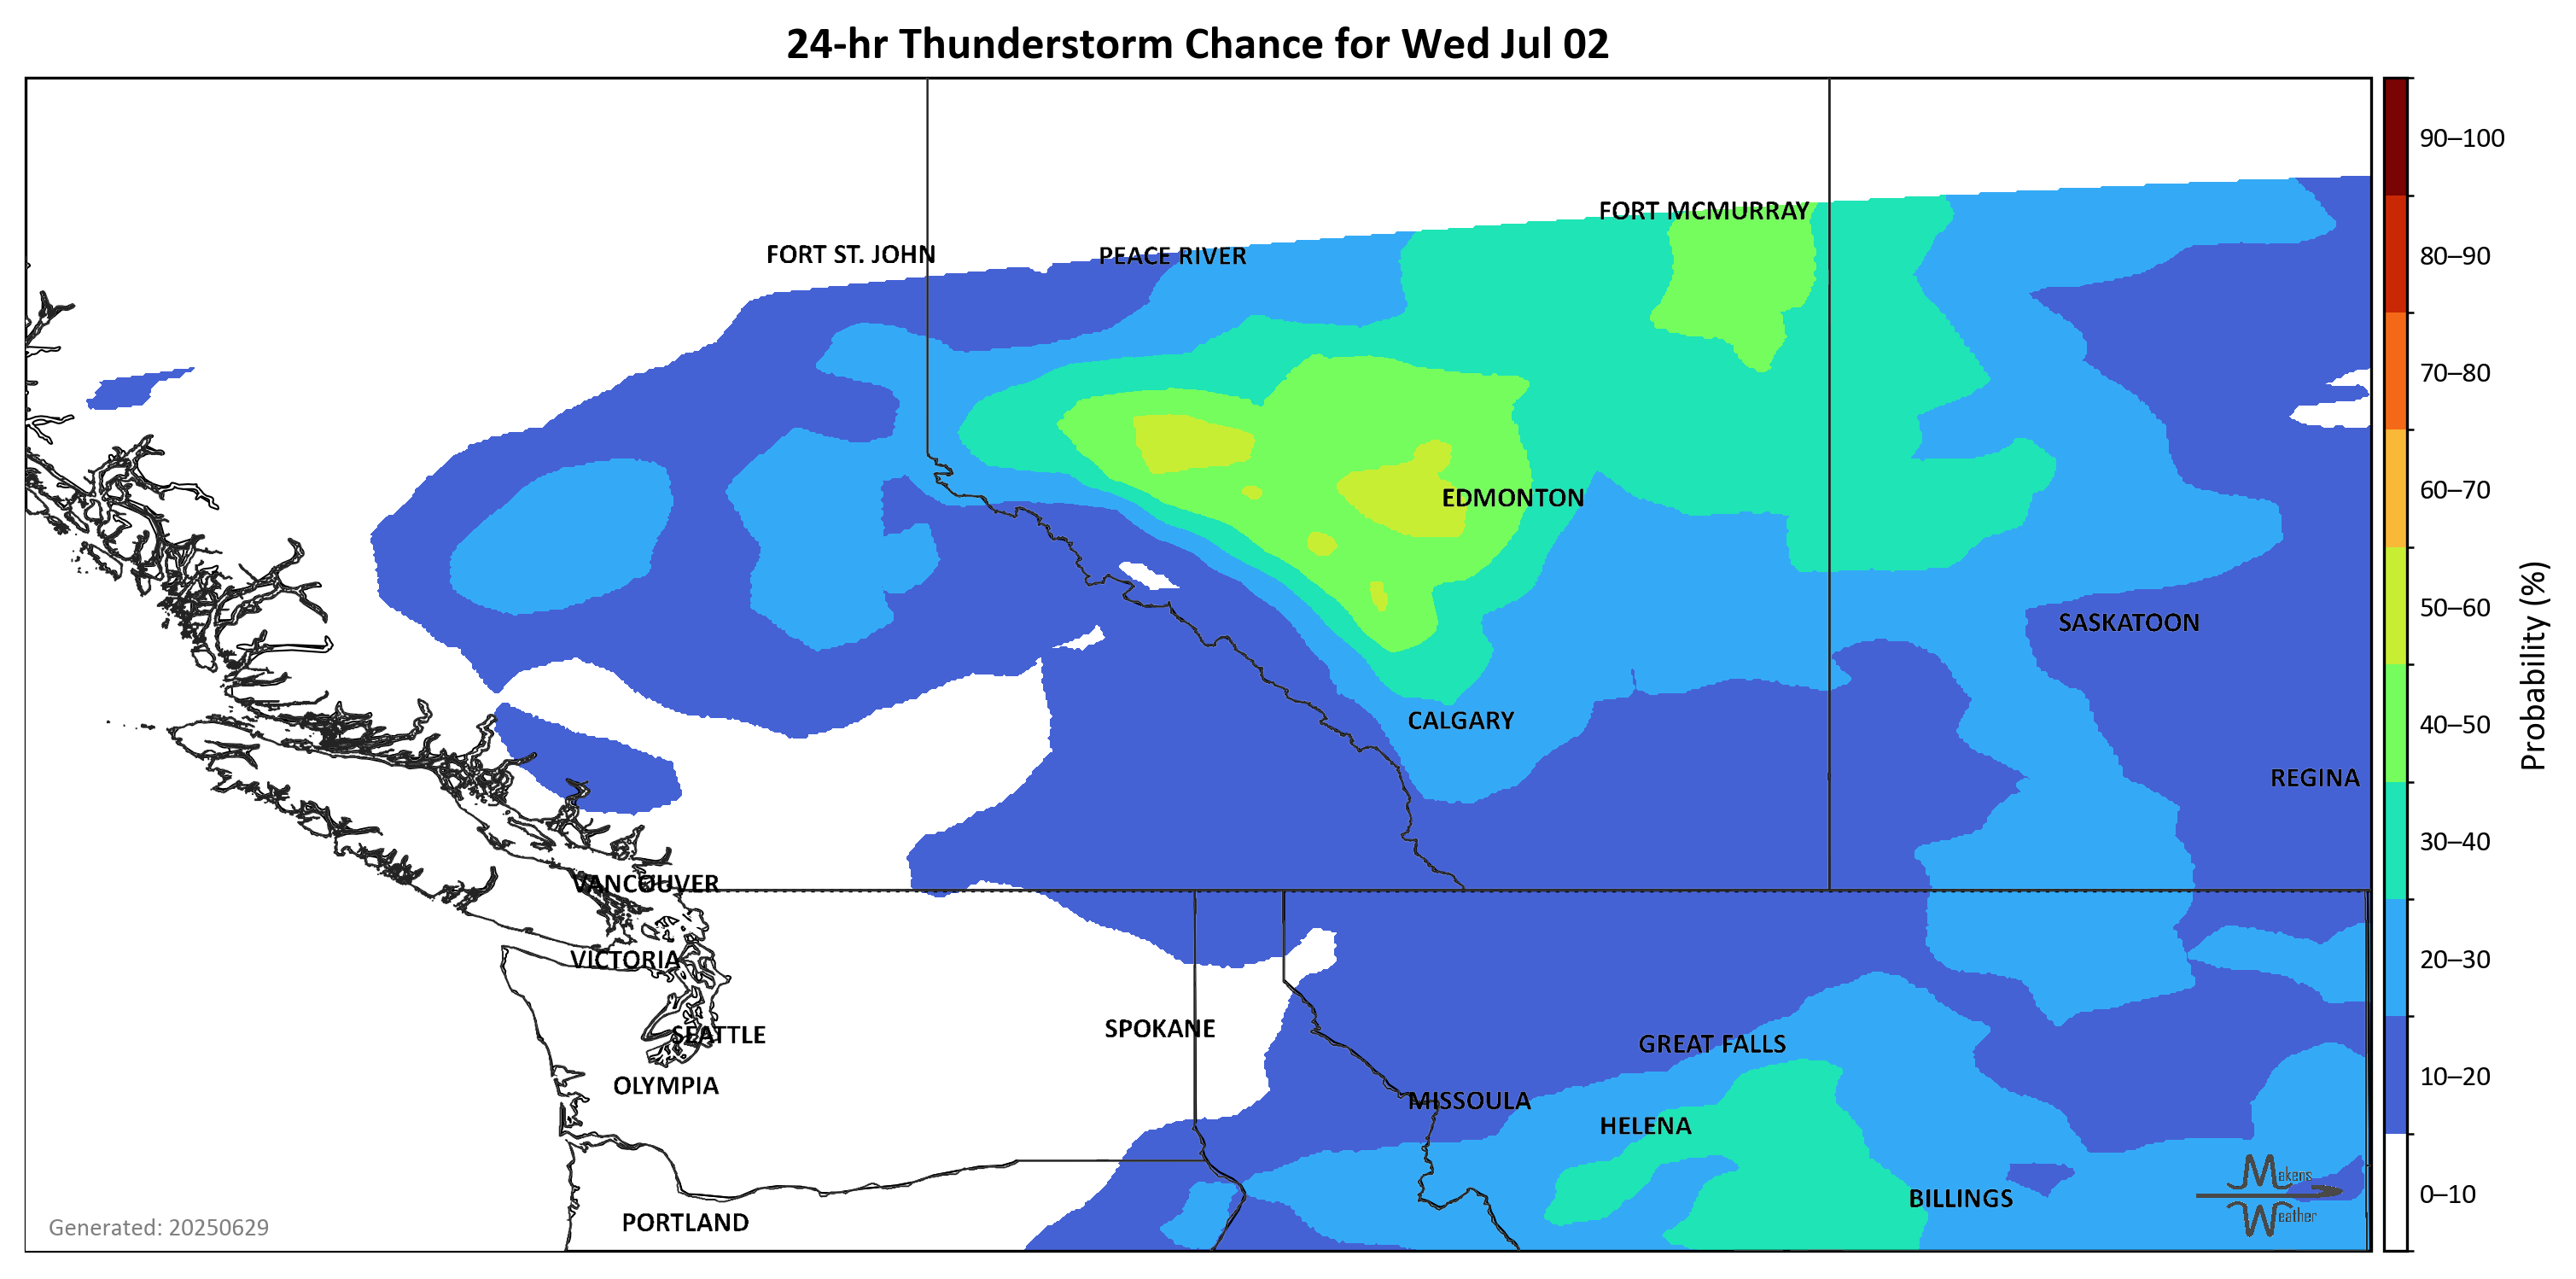 24-hr Thunderstorm Chance for Wed Jul 02
90–100
FORT MCMURRAY
FORT ST. JOHN
PEACE RIVER
80–90
70–80
60–70
EDMONTON
50–60
SASKATOON
CALGARY
40–50
Probability (%)
REGINA
30–40
VANCOUVER
VICTORIA
20–30
SPOKANE
SEATTLE
GREAT FALLS
OLYMPIA
10–20
MISSOULA
HELENA
Makens
Weather
BILLINGS
0–10
PORTLAND
Generated: 20250629